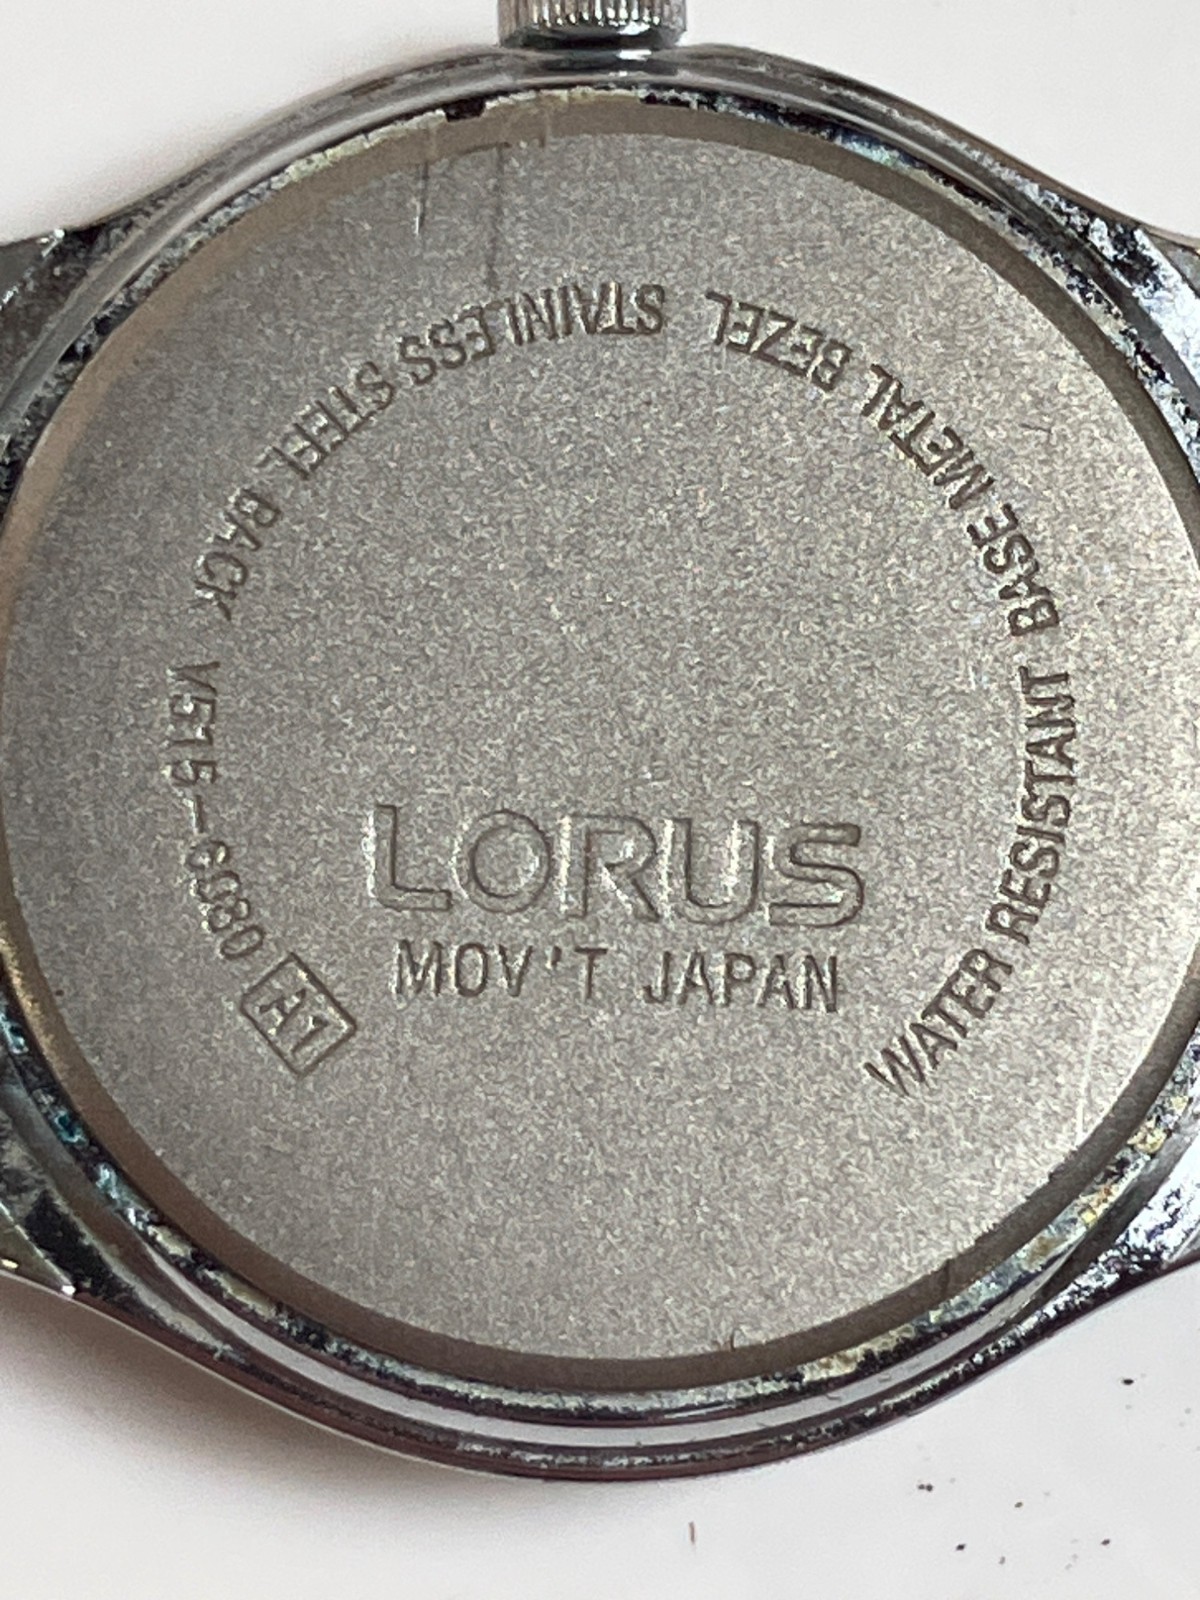 LORUS
MOV'T JAPAN
WATER RESISTANT BASE METAL BEZEL STAINLESS STEEL BACK V515-6080 A1